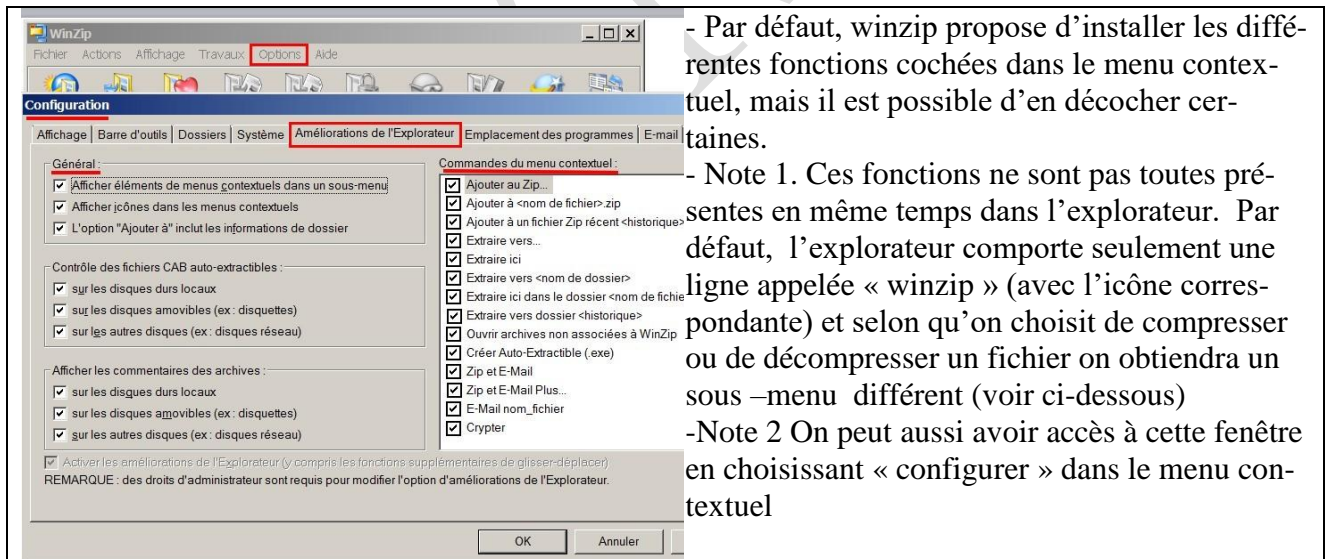 WinZip
Fichier Actions Affichage Travaux Options Aide
Configuration
Affichage Barre d'outils Dossiers Système Améliorations de l'Explorateur Emplacement des programmes E-mail
Général :
Afficher éléments de menus contextuels dans un sous-menu
Afficher icônes dans les menus contextuels
L'option "Ajouter à" inclut les informations de dossier
Contrôle des fichiers CAB auto-extractibles :
sur les disques durs locaux
sur les disques amovibles (ex : disquettes)
sur les autres disques (ex : disques réseau)
Afficher les commentaires des archives :
sur les disques durs locaux
sur les disques amovibles (ex : disquettes)
sur les autres disques (ex : disques réseau)
Commandes du menu contextuel :
Ajouter au Zip...
Ajouter à <nom de fichier>.zip
Ajouter à un fichier Zip récent <historique>
Extraire vers...
Extraire ici
Extraire vers <nom de dossier>
Extraire ici dans le dossier <nom de fichie
Extraire vers dossier <historique>
Ouvrir archives non associées à WinZip
Créer Auto-Extractible (.exe)
Zip et E-Mail
Zip et E-Mail Plus...
E-Mail nom_fichier
Crypter
Activer les améliorations de l'Explorateur (y compris les fonctions supplémentaires de glisser-déplacer)
REMARQUE : des droits d'administrateur sont requis pour modifier l'option d'améliorations de l'Explorateur.
OK Annuler
- Par défaut, winzip propose d'installer les diffé-
rentes fonctions cochées dans le menu contex-
tuel, mais il est possible d'en décocher cer-
taines.
- Note 1. Ces fonctions ne sont pas toutes pré-
sentes en même temps dans l'explorateur. Par
défaut, l'explorateur comporte seulement une
ligne appelée « winzip » (avec l'icône corres-
pondante) et selon qu'on choisit de compresser
ou de décompresser un fichier on obtiendra un
sous –menu différent (voir ci-dessous)
-Note 2 On peut aussi avoir accès à cette fenêtre
en choisissant « configurer » dans le menu con-
textuel